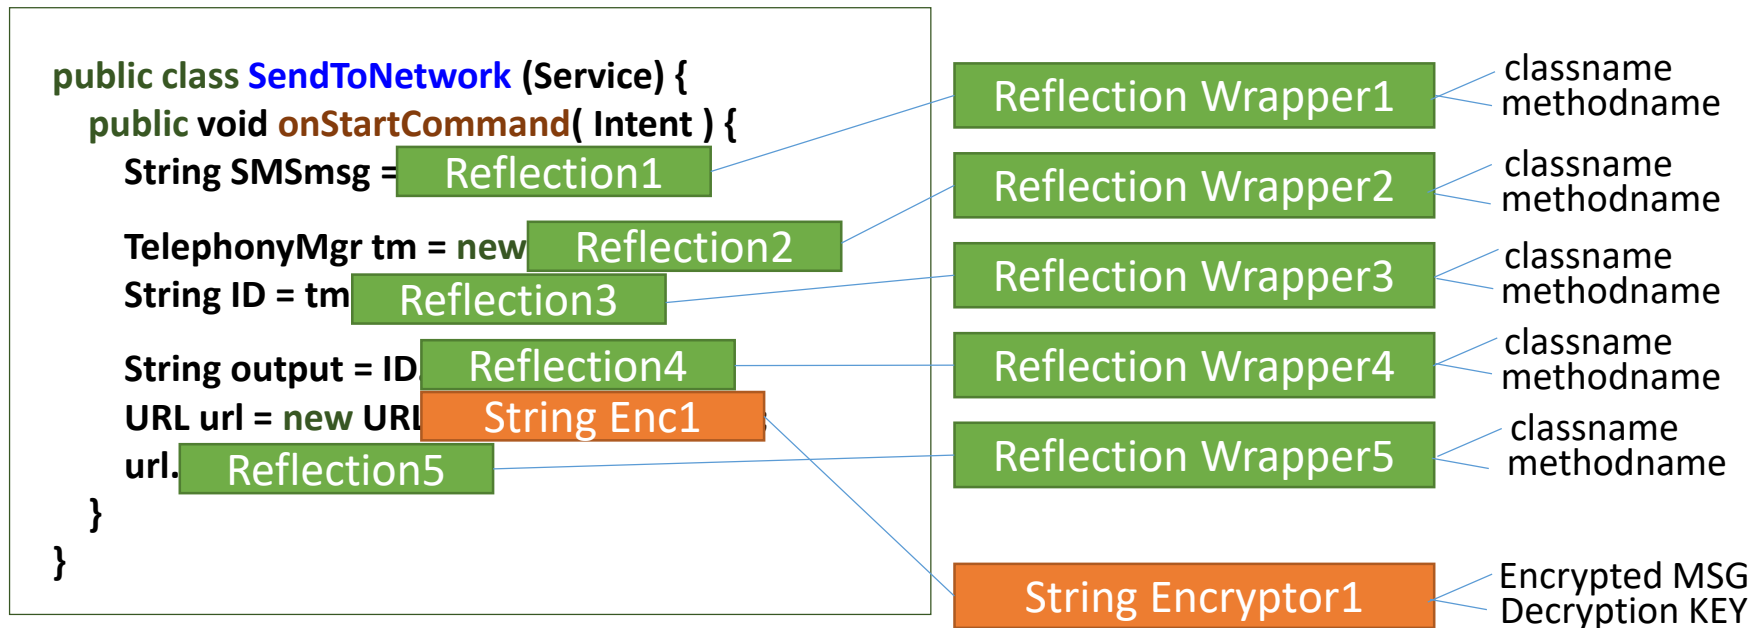 public class SendToNetwork (Service) {
public void onStartCommand( Intent ) {
String SMSmsg = Reflection1
TelephonyMgr tm = new Reflection2
String ID = tm Reflection3
String output = ID. Reflection4
URL url = new URL String Enc1 ;
url. Reflection5
}
}
Reflection Wrapper1
classname
methodname
Reflection Wrapper2
classname
methodname
Reflection Wrapper3
classname
methodname
Reflection Wrapper4
classname
methodname
Reflection Wrapper5
classname
methodname
String Encryptor1
Encrypted MSG
Decryption KEY